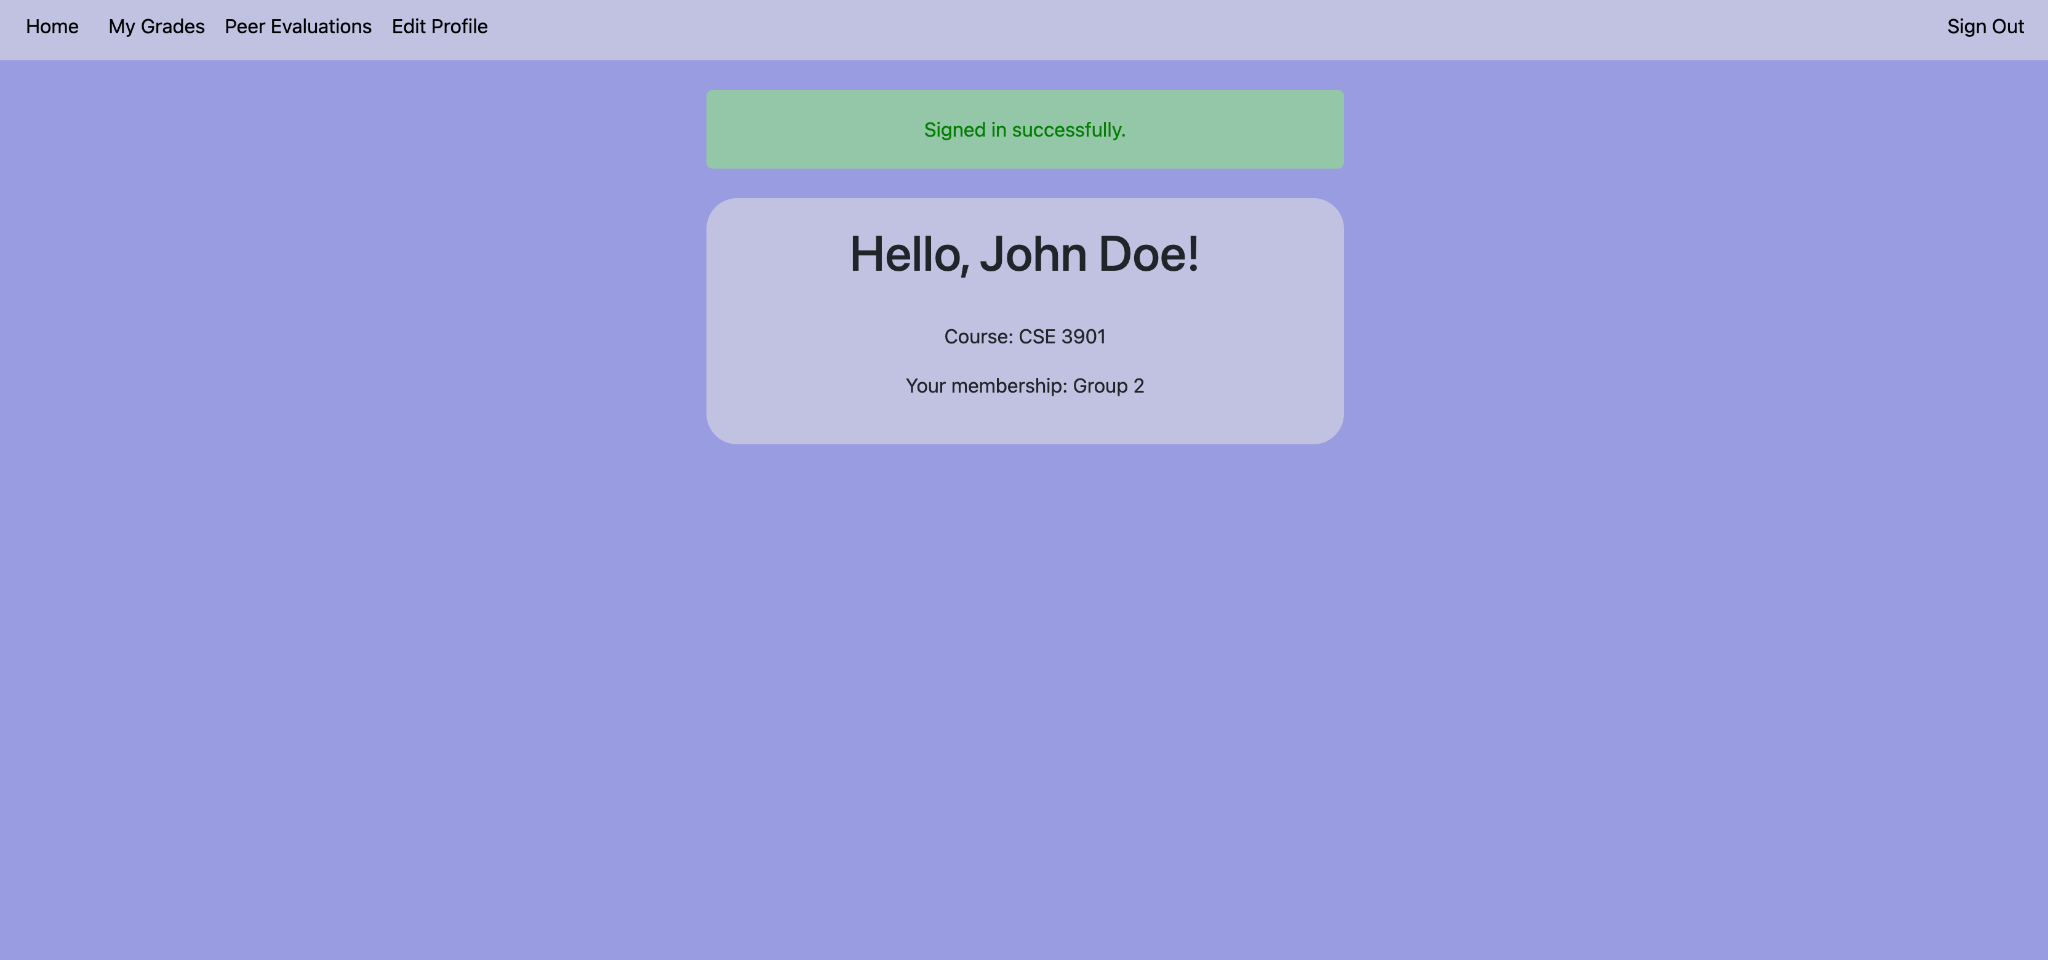 Home My Grades Peer Evaluations Edit Profile Sign Out
Signed in successfully.
Hello, John Doe!
Course: CSE 3901
Your membership: Group 2